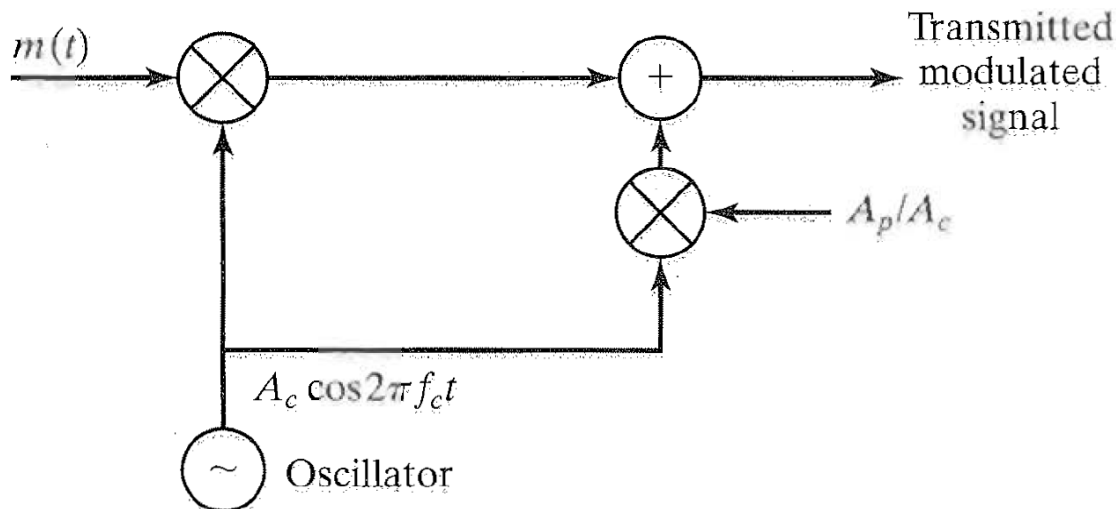 m(t)
Transmitted
modulated
signal
+
A_p/A_c
A_c cos2πf_ct
~ Oscillator